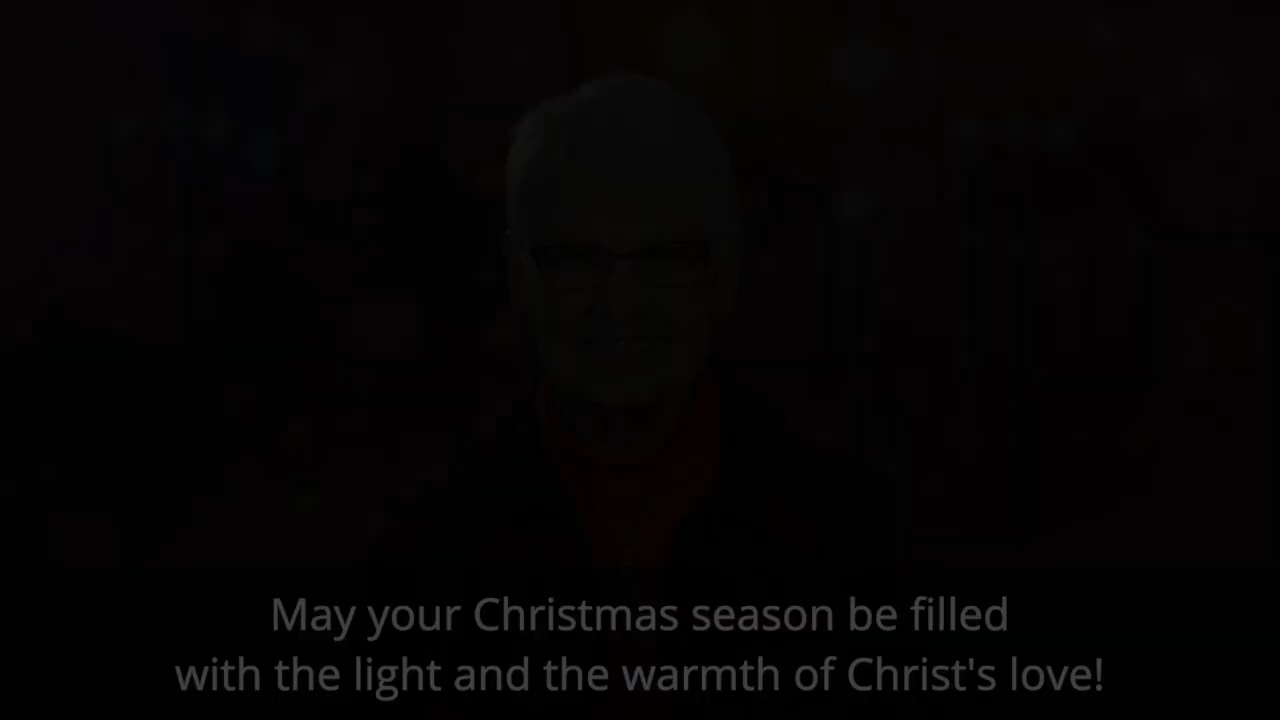 May your Christmas season be filled
with the light and the warmth of Christ's love!